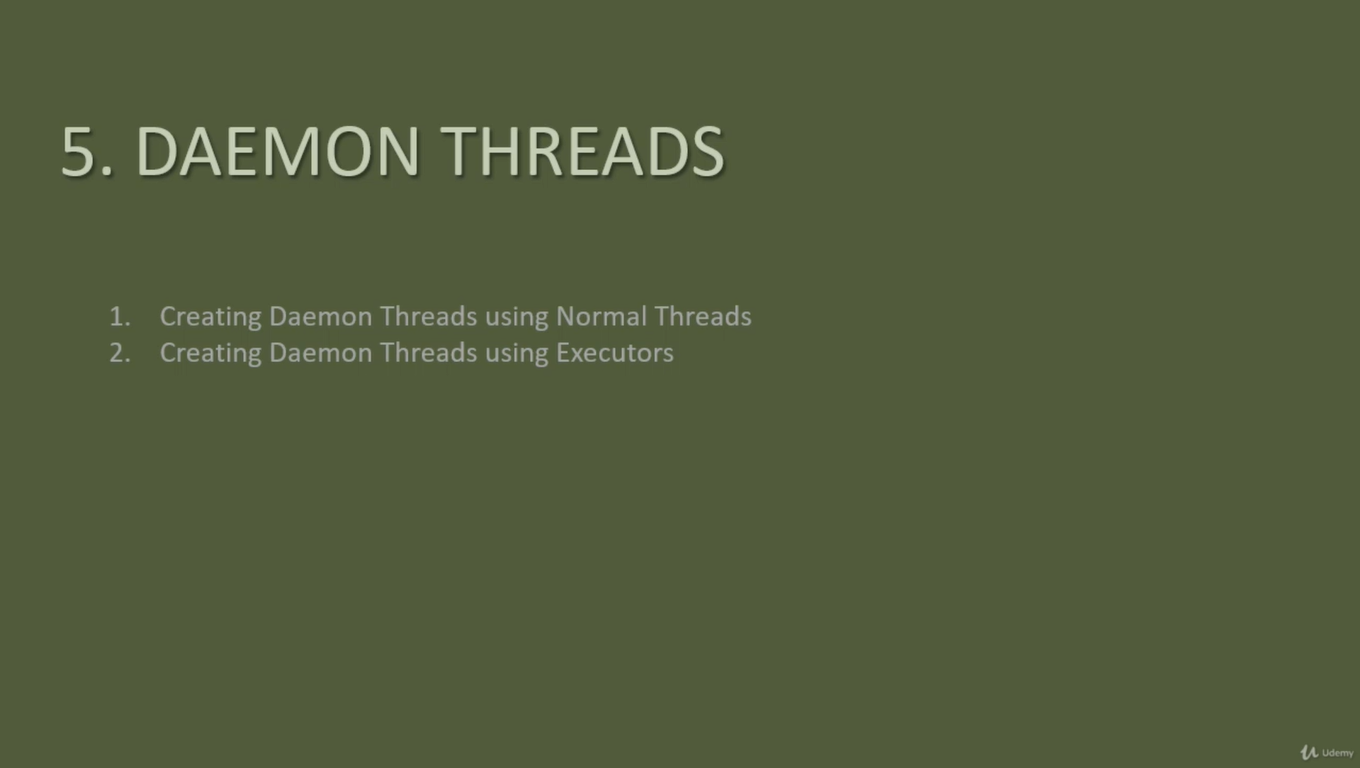 5. DAEMON THREADS
1. Creating Daemon Threads using Normal Threads
2. Creating Daemon Threads using Executors
Udemy